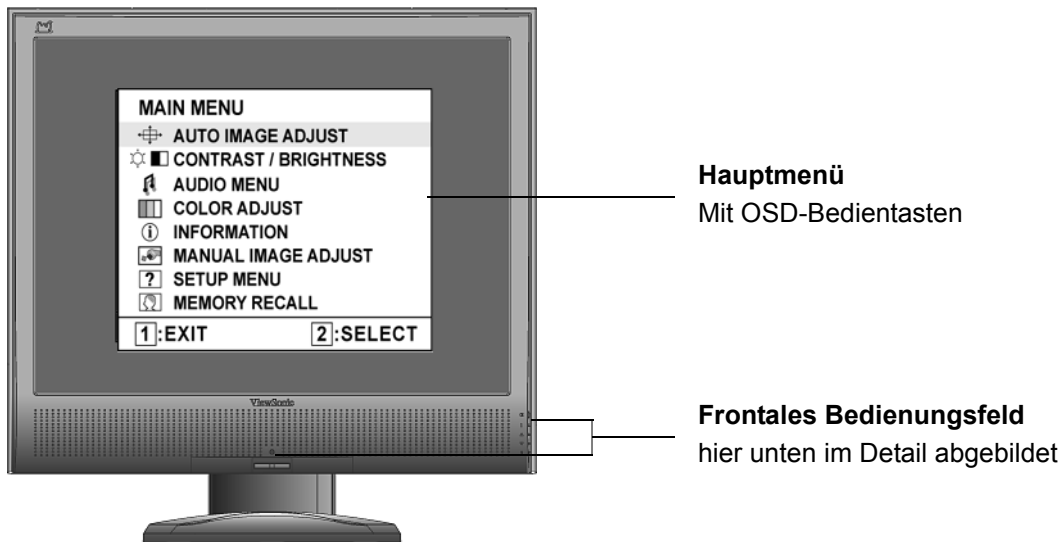 MAIN MENU
AUTO IMAGE ADJUST
CONTRAST / BRIGHTNESS
AUDIO MENU
COLOR ADJUST
i INFORMATION
MANUAL IMAGE ADJUST
? SETUP MENU
MEMORY RECALL
1:EXIT 2:SELECT
ViewSonic
Hauptmenü
Mit OSD-Bedientasten
Frontales Bedienungsfeld
hier unten im Detail abgebildet